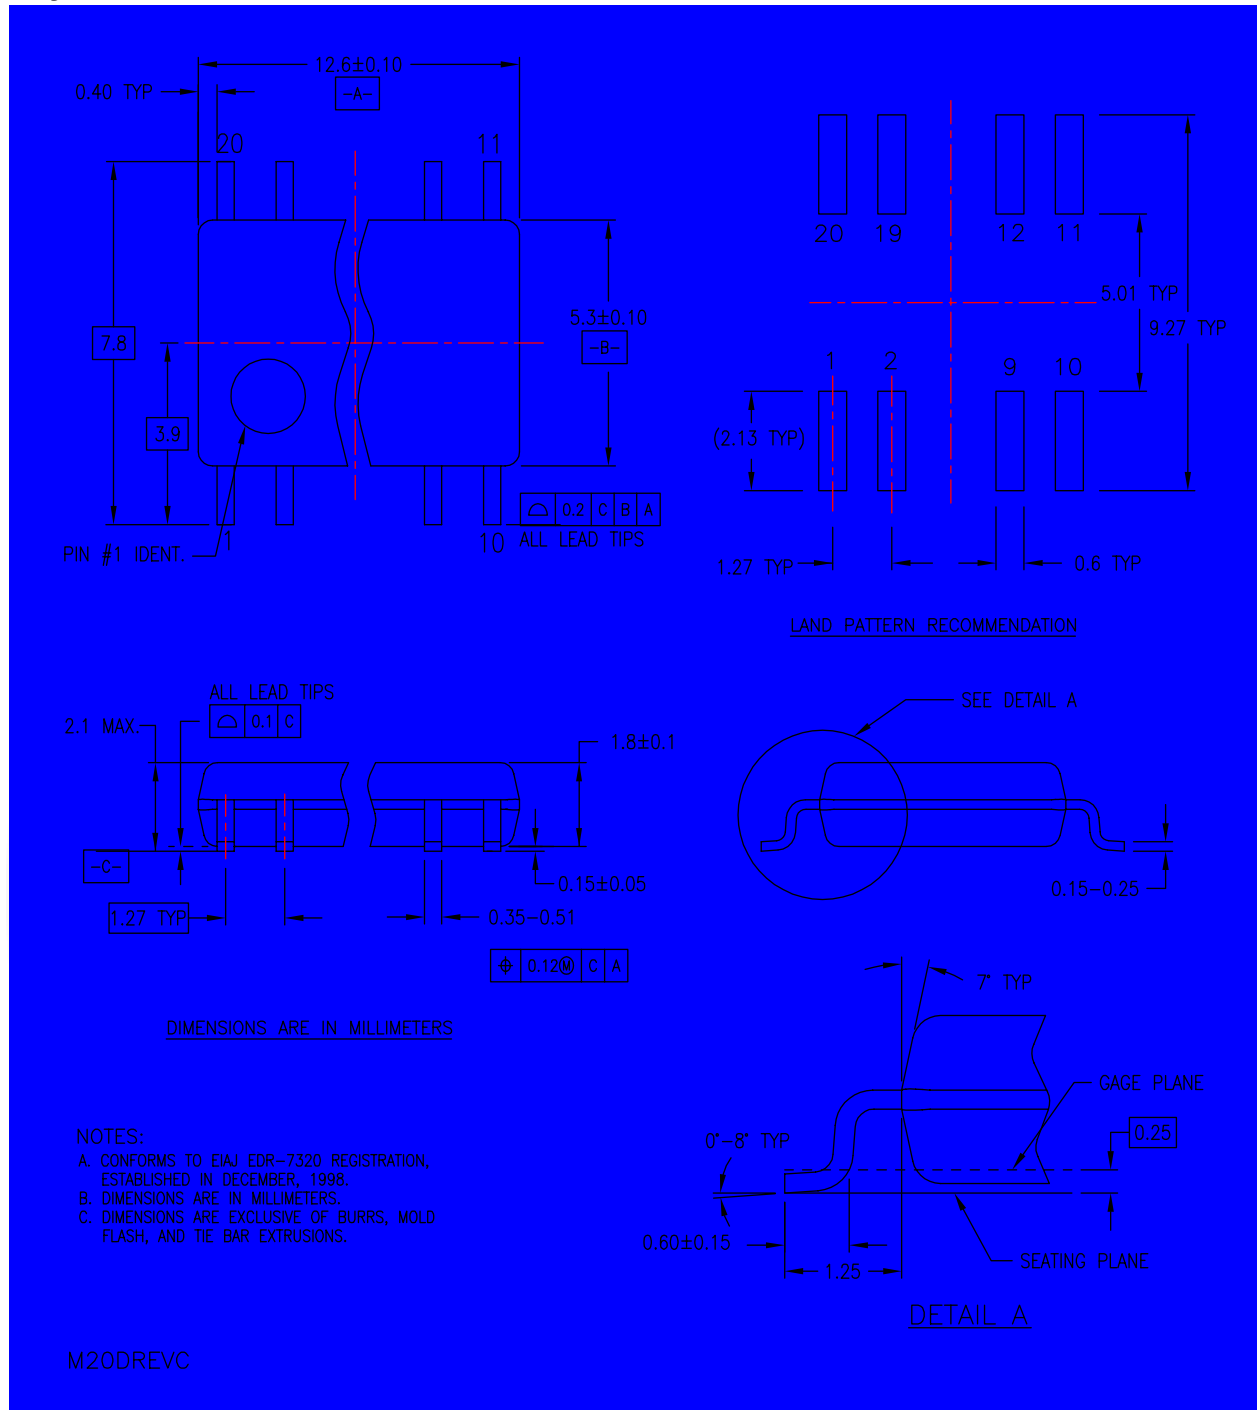 12.6±0.10
0.40 TYP
-A-
20
11
7.8
3.9
5.3±0.10
-B-
0.2 C B A
ALL LEAD TIPS
1
10
PIN #1 IDENT.
20 19 12 11
5.01 TYP
9.27 TYP
1 2 9 10
(2.13 TYP)
1.27 TYP
0.6 TYP
LAND PATTERN RECOMMENDATION
ALL LEAD TIPS
0.1 C
2.1 MAX.
1.8±0.1
-C-
0.15±0.05
1.27 TYP
0.35-0.51
⌖ 0.12Ⓜ C A
SEE DETAIL A
0.15-0.25
DIMENSIONS ARE IN MILLIMETERS
7° TYP
GAGE PLANE
0.25
0°-8° TYP
0.60±0.15
1.25
SEATING PLANE
DETAIL A
NOTES:
A. CONFORMS TO EIAJ EDR-7320 REGISTRATION,
ESTABLISHED IN DECEMBER, 1998.
B. DIMENSIONS ARE IN MILLIMETERS.
C. DIMENSIONS ARE EXCLUSIVE OF BURRS, MOLD
FLASH, AND TIE BAR EXTRUSIONS.
M20DREVC